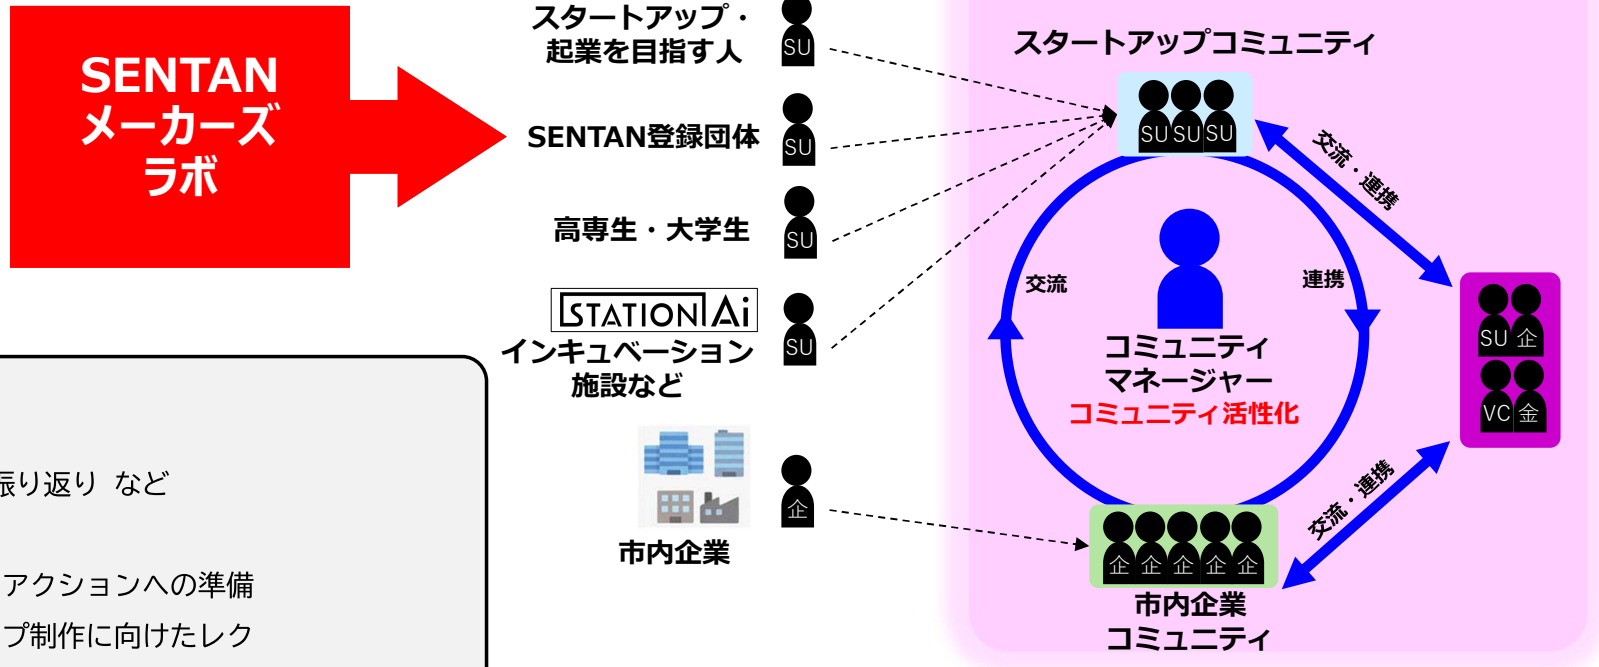 SENTAN
メーカーズ
ラボ
スタートアップ・
起業を目指す人
SU
SENTAN登録団体
SU
高専生・大学生
SU
STATION Ai
インキュベーション
施設など
SU
企
市内企業
スタートアップコミュニティ
SU SU SU
交流・連携
交流
連携
コミュニティ
マネージャー
コミュニティ活性化
SU 企
VC 金
交流・連携
企 企 企 企 企
市内企業
コミュニティ
り返り など
アクションへの準備
プ制作に向けたレク